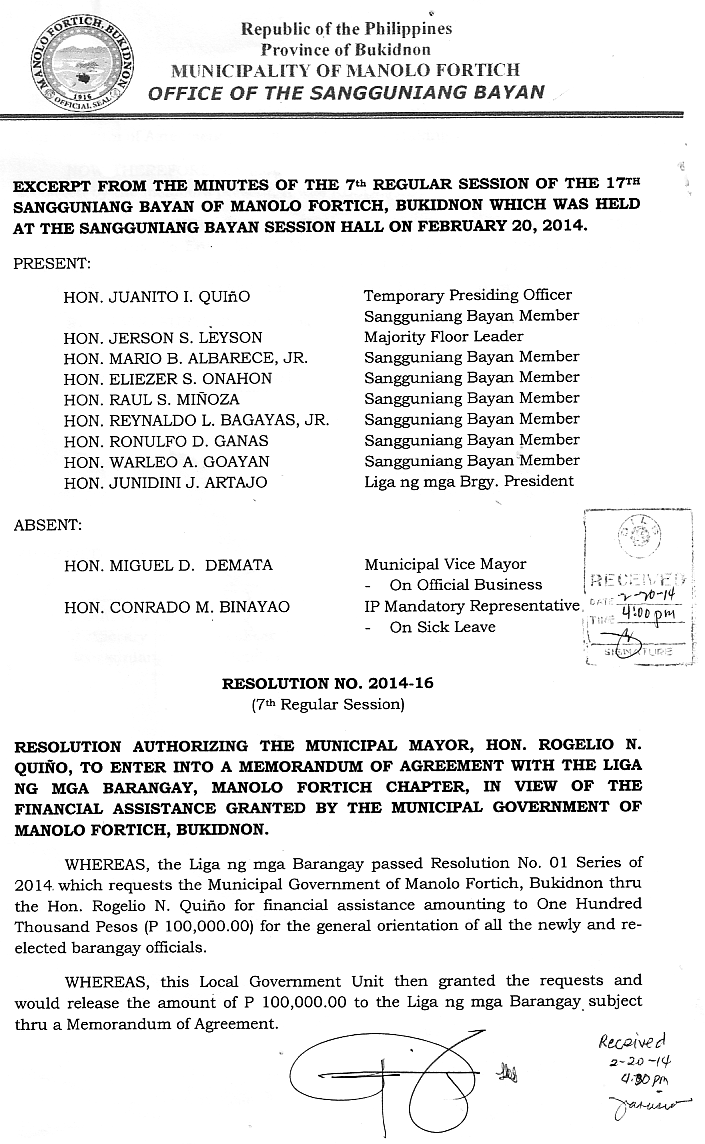 MANOLO FORTICH, BUKIDNON
1916
OFFICIAL SEAL
Republic of the Philippines
Province of Bukidnon
MUNICIPALITY OF MANOLO FORTICH
OFFICE OF THE SANGGUNIANG BAYAN
EXCERPT FROM THE MINUTES OF THE 7th REGULAR SESSION OF THE 17TH
SANGGUNIANG BAYAN OF MANOLO FORTICH, BUKIDNON WHICH WAS HELD
AT THE SANGGUNIANG BAYAN SESSION HALL ON FEBRUARY 20, 2014.
PRESENT:
HON. JUANITO I. QUIñO Temporary Presiding Officer
Sangguniang Bayan Member
HON. JERSON S. LEYSON Majority Floor Leader
HON. MARIO B. ALBARECE, JR. Sangguniang Bayan Member
HON. ELIEZER S. ONAHON Sangguniang Bayan Member
HON. RAUL S. MIÑOZA Sangguniang Bayan Member
HON. REYNALDO L. BAGAYAS, JR. Sangguniang Bayan Member
HON. RONULFO D. GANAS Sangguniang Bayan Member
HON. WARLEO A. GOAYAN Sangguniang Bayan Member
HON. JUNIDINI J. ARTAJO Liga ng mga Brgy. President
ABSENT:
HON. MIGUEL D. DEMATA Municipal Vice Mayor
- On Official Business
HON. CONRADO M. BINAYAO IP Mandatory Representative
- On Sick Leave
DILG
RECEIVED
DATE 2-20-14
TIME 4:00 pm
SIGNATURE
RESOLUTION NO. 2014-16
(7th Regular Session)
RESOLUTION AUTHORIZING THE MUNICIPAL MAYOR, HON. ROGELIO N.
QUIÑO, TO ENTER INTO A MEMORANDUM OF AGREEMENT WITH THE LIGA
NG MGA BARANGAY, MANOLO FORTICH CHAPTER, IN VIEW OF THE
FINANCIAL ASSISTANCE GRANTED BY THE MUNICIPAL GOVERNMENT OF
MANOLO FORTICH, BUKIDNON.
WHEREAS, the Liga ng mga Barangay passed Resolution No. 01 Series of
2014 which requests the Municipal Government of Manolo Fortich, Bukidnon thru
the Hon. Rogelio N. Quiño for financial assistance amounting to One Hundred
Thousand Pesos (P 100,000.00) for the general orientation of all the newly and re-
elected barangay officials.
WHEREAS, this Local Government Unit then granted the requests and
would release the amount of P 100,000.00 to the Liga ng mga Barangay subject
thru a Memorandum of Agreement.
Received
2-20-14